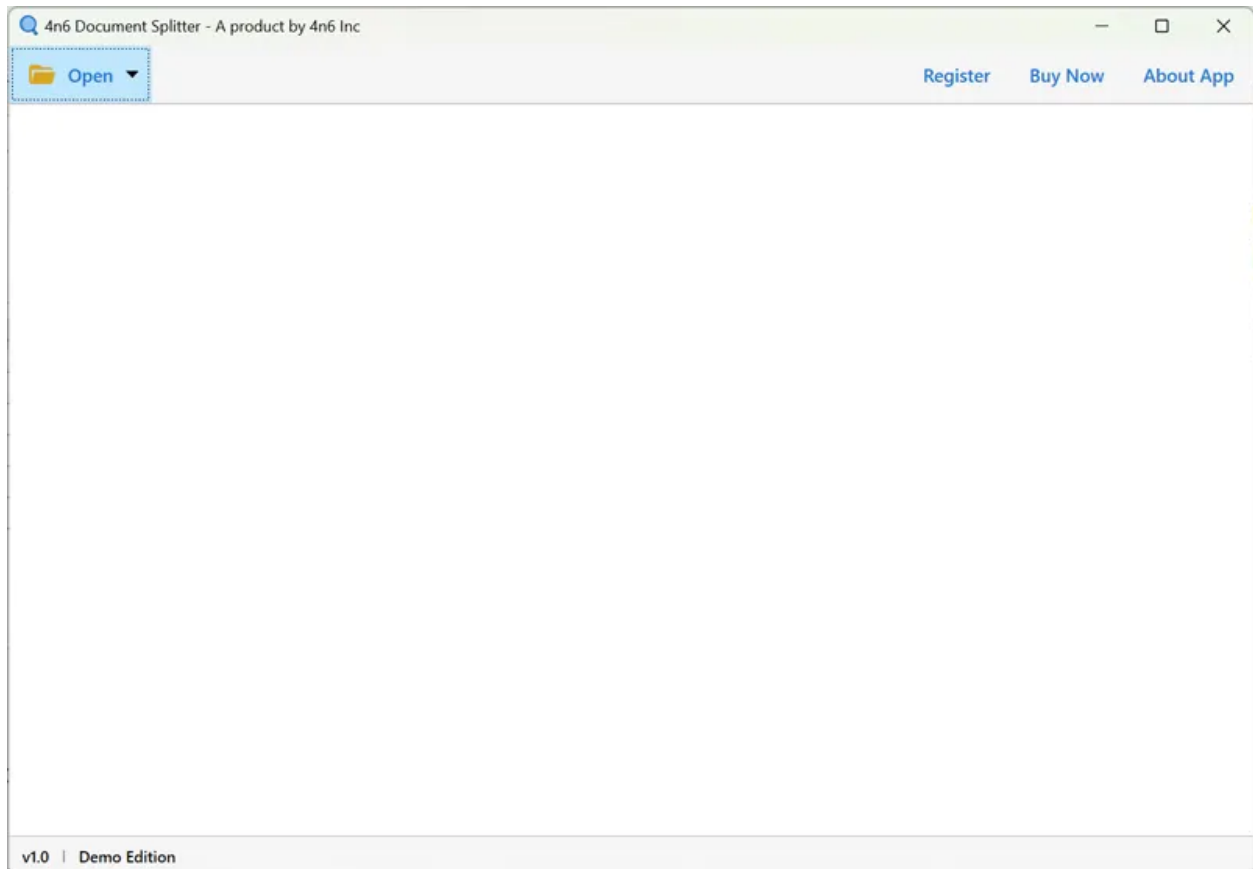 4n6 Document Splitter - A product by 4n6 Inc
Open Register Buy Now About App
v1.0 | Demo Edition